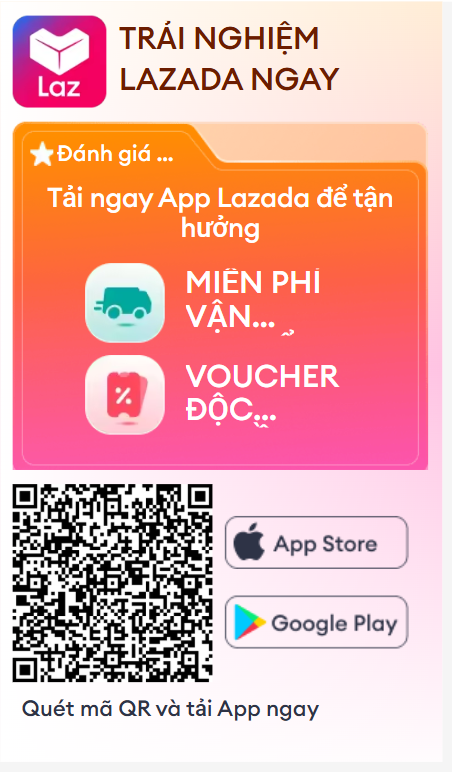 Laz
TRẢI NGHIỆM
LAZADA NGAY
Đánh giá ...
Tải ngay App Lazada để tận
hưởng
MIỄN PHÍ
VẬN...
VOUCHER
ĐỘC...
App Store
Google Play
Quét mã QR và tải App ngay